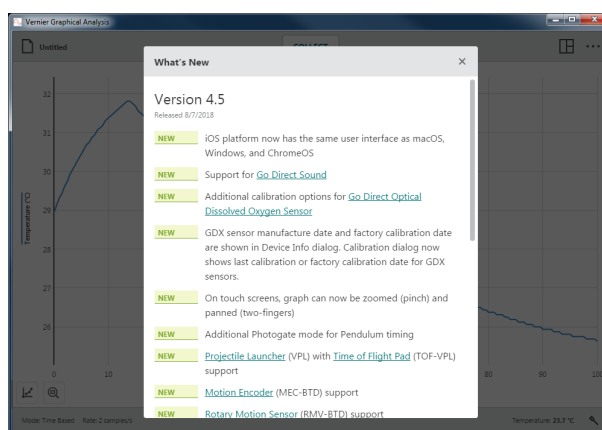 Vernier Graphical Analysis
Untitled
COLLECT
What's New
Version 4.5
Released 8/7/2018
NEW iOS platform now has the same user interface as macOS,
Windows, and ChromeOS
NEW Support for Go Direct Sound
NEW Additional calibration options for Go Direct Optical
Dissolved Oxygen Sensor
NEW GDX sensor manufacture date and factory calibration date
are shown in Device Info dialog. Calibration dialog now
shows last calibration or factory calibration date for GDX
sensors.
NEW On touch screens, graph can now be zoomed (pinch) and
panned (two-fingers)
NEW Additional Photogate mode for Pendulum timing
NEW Projectile Launcher (VPL) with Time of Flight Pad (TOF-VPL)
support
NEW Motion Encoder (MEC-BTD) support
NEW Rotary Motion Sensor (RMV-BTD) support
Temperature (°C)
32
31
30
29
28
27
26
0 10 80 90 100
Mode: Time Based Rate: 2 samples/s Temperature: 23.7 °C